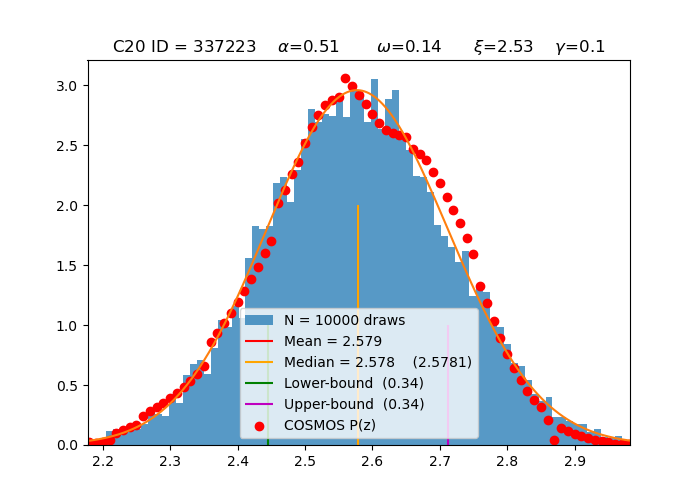 C20 ID = 337223    α=0.51    ω=0.14    ξ=2.53    γ=0.1
3.0
2.5
2.0
1.5
1.0
0.5
0.0
N = 10000 draws
Mean = 2.579
Median = 2.578    (2.5781)
Lower-bound  (0.34)
Upper-bound  (0.34)
COSMOS P(z)
2.2 2.3 2.4 2.5 2.6 2.7 2.8 2.9